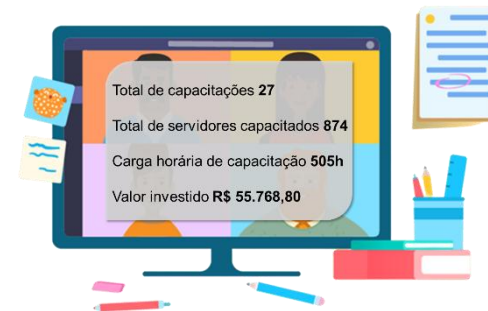 Total de capacitações 27
Total de servidores capacitados 874
Carga horária de capacitação 505h
Valor investido R$ 55.768,80